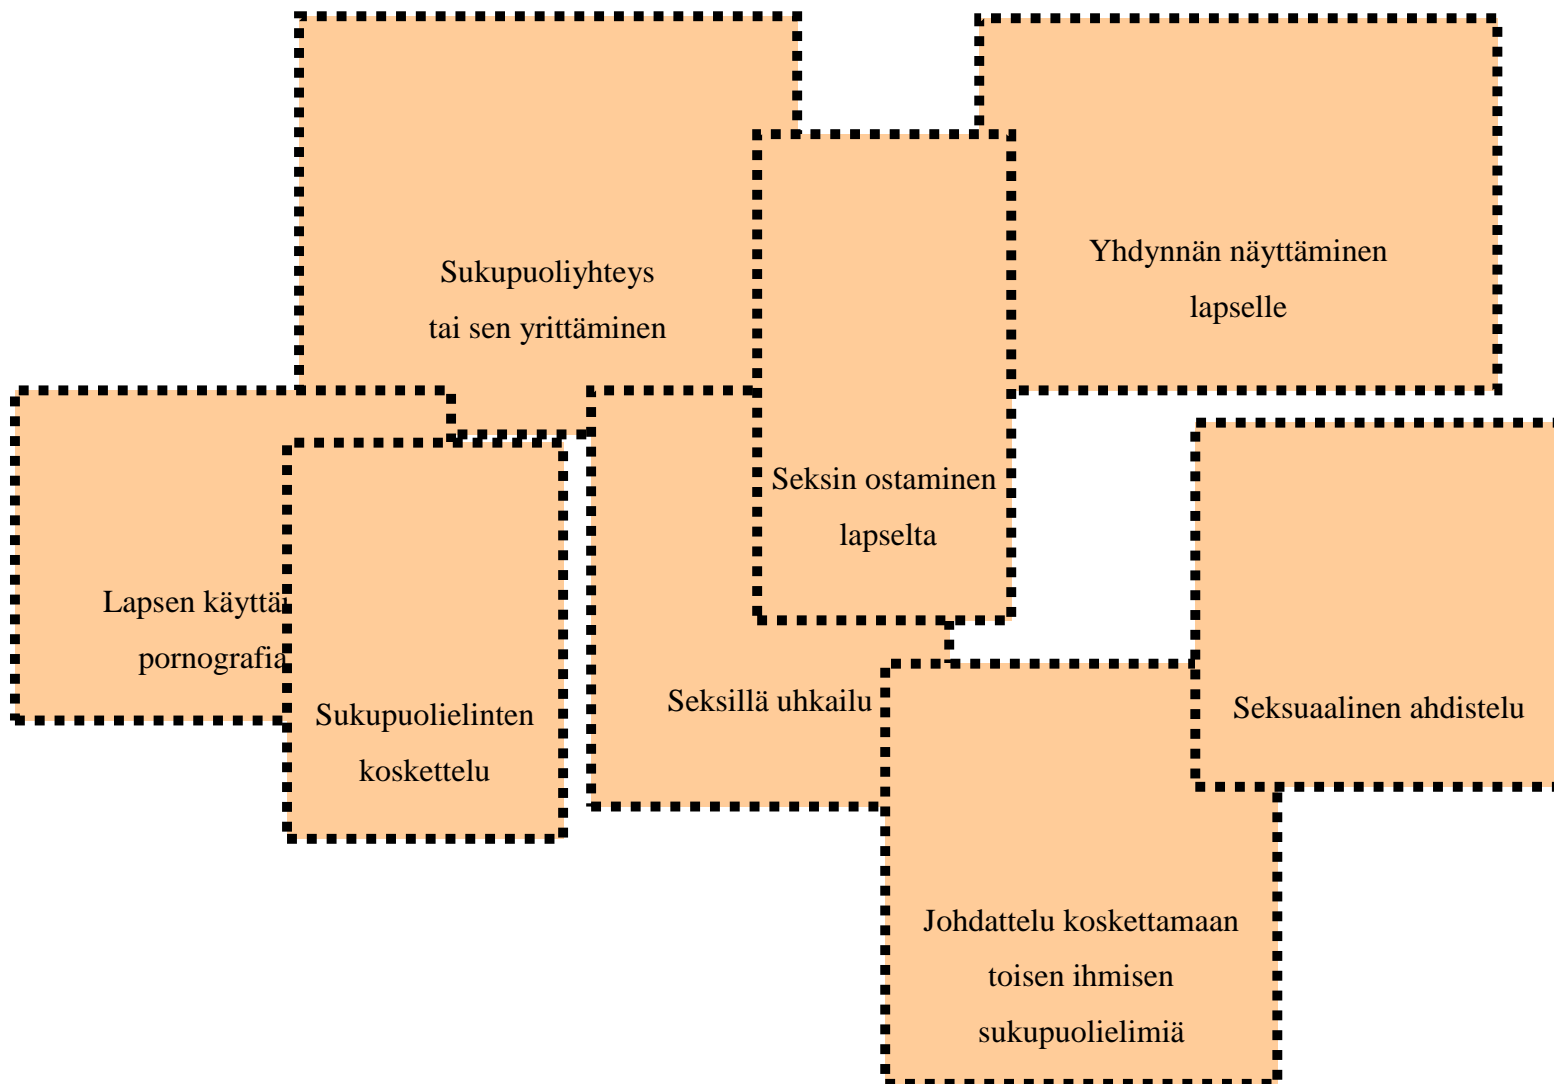 Sukupuoliyhteys
tai sen yrittäminen
Yhdynnän näyttäminen
lapselle
Seksin ostaminen
lapselta
Lapsen
pornografia
Sukupuolielinten
koskettelu
Seksillä uhkailu
Seksuaalinen ahdistelu
Johdattelu koskettamaan
toisen ihmisen
sukupuolielimiä